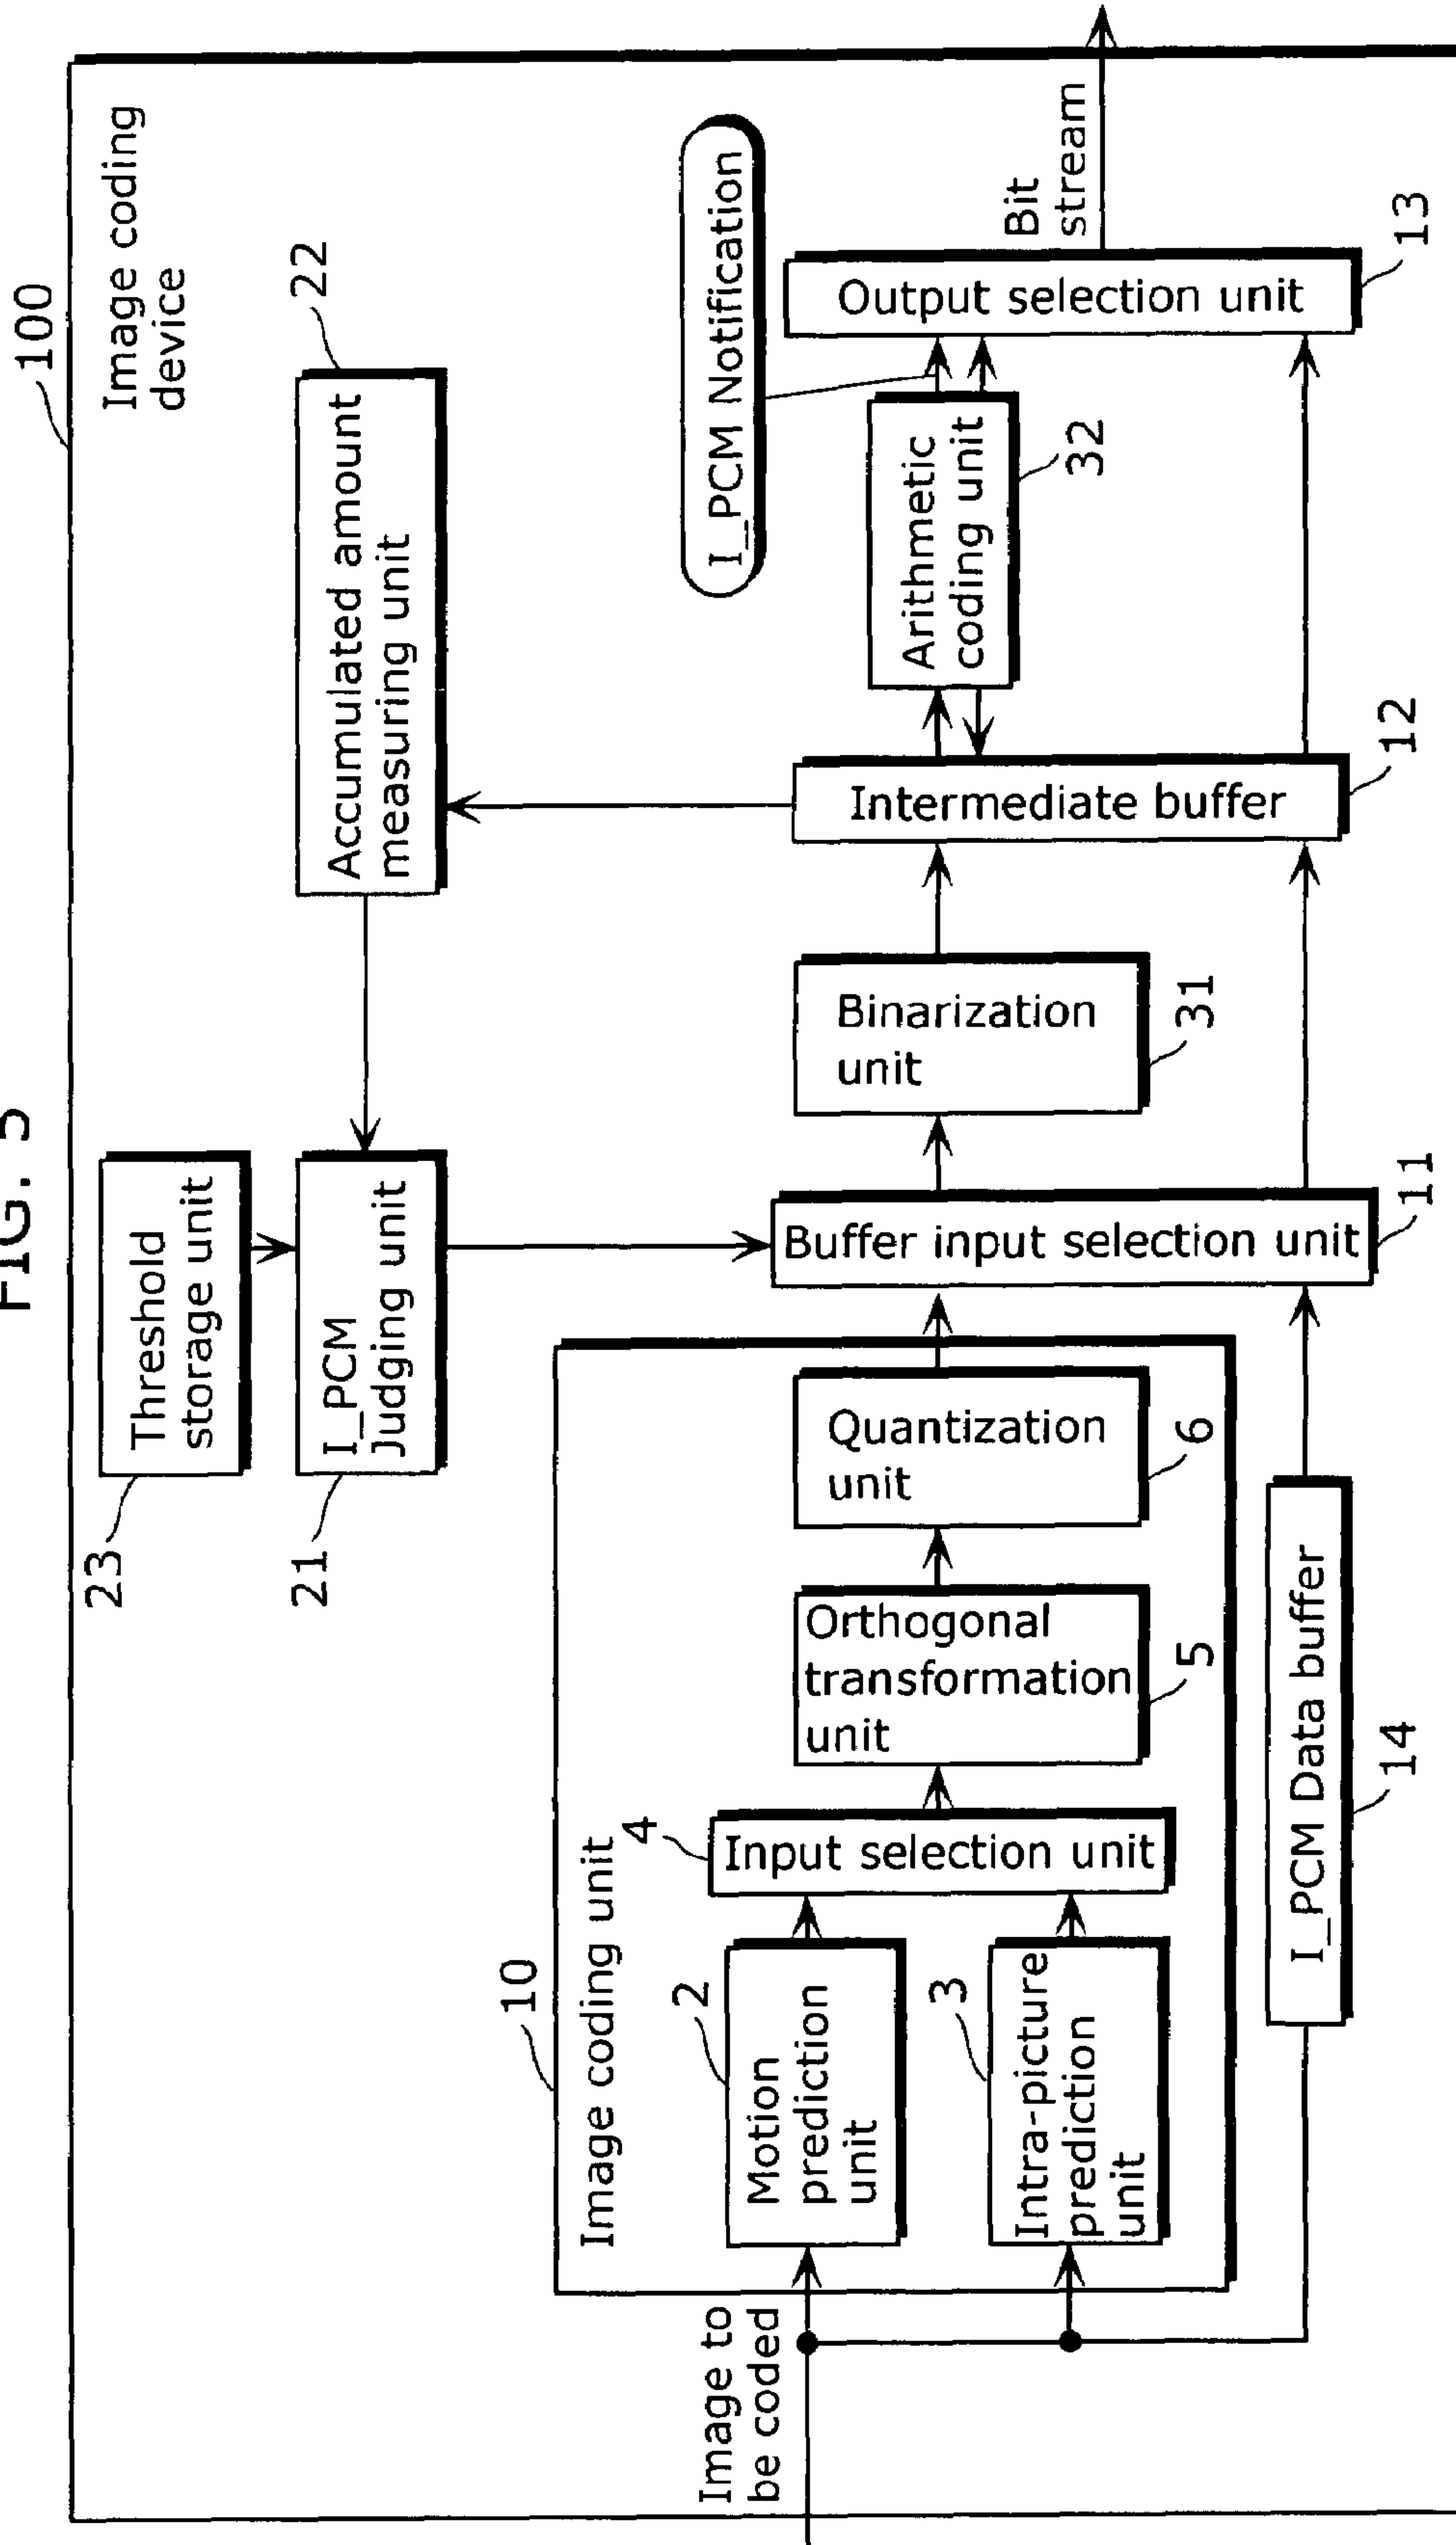 FIG. 5
100
Image coding
device
23
Threshold
storage unit
21
I_PCM
Judging unit
22
Accumulated amount
measuring unit
10
Image coding unit
Image to
be coded
2
Motion
prediction
unit
3
Intra-picture
prediction
unit
4
Input selection unit
Orthogonal
transformation
unit
5
Quantization
unit
6
Buffer input selection unit
11
Binarization
unit
31
Intermediate buffer
12
Arithmetic
coding unit
32
I_PCM Notification
Output selection unit
13
Bit
stream
I_PCM Data buffer
14